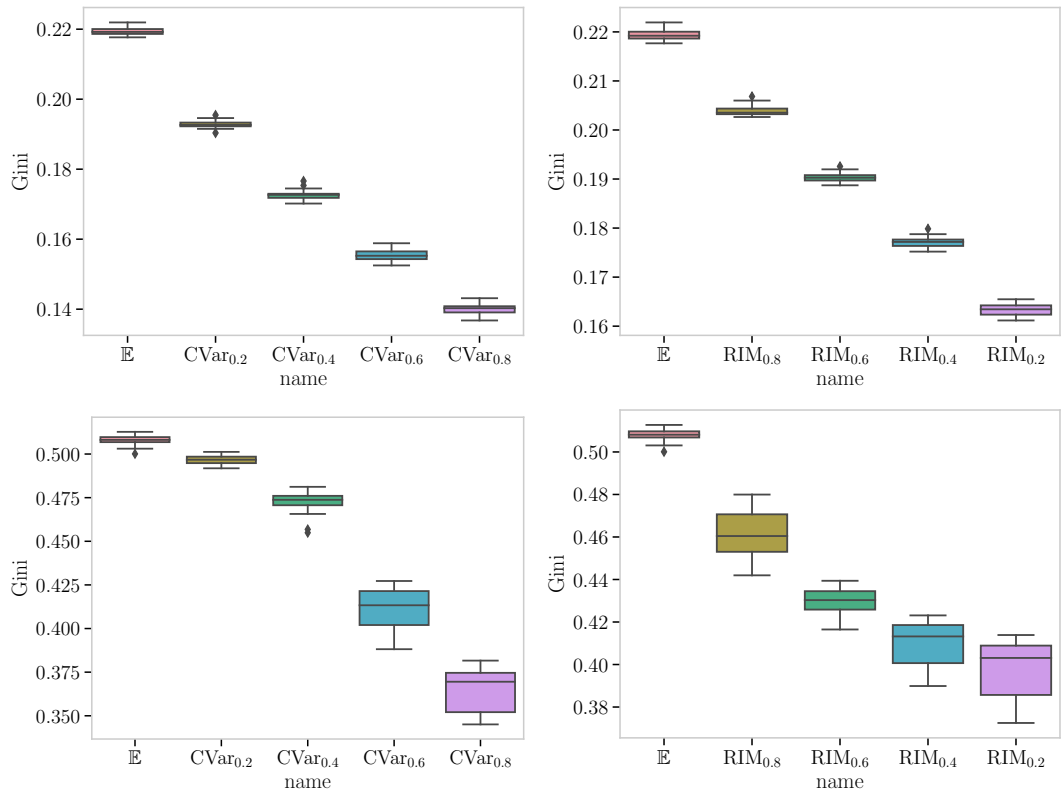 Gini
0.22
0.20
0.18
0.16
0.14
𝔼 CVar₀.₂ CVar₀.₄ CVar₀.₆ CVar₀.₈
name
Gini
0.22
0.21
0.20
0.19
0.18
0.17
0.16
𝔼 RIM₀.₈ RIM₀.₆ RIM₀.₄ RIM₀.₂
name
Gini
0.500
0.475
0.450
0.425
0.400
0.375
0.350
𝔼 CVar₀.₂ CVar₀.₄ CVar₀.₆ CVar₀.₈
name
Gini
0.50
0.48
0.46
0.44
0.42
0.40
0.38
𝔼 RIM₀.₈ RIM₀.₆ RIM₀.₄ RIM₀.₂
name